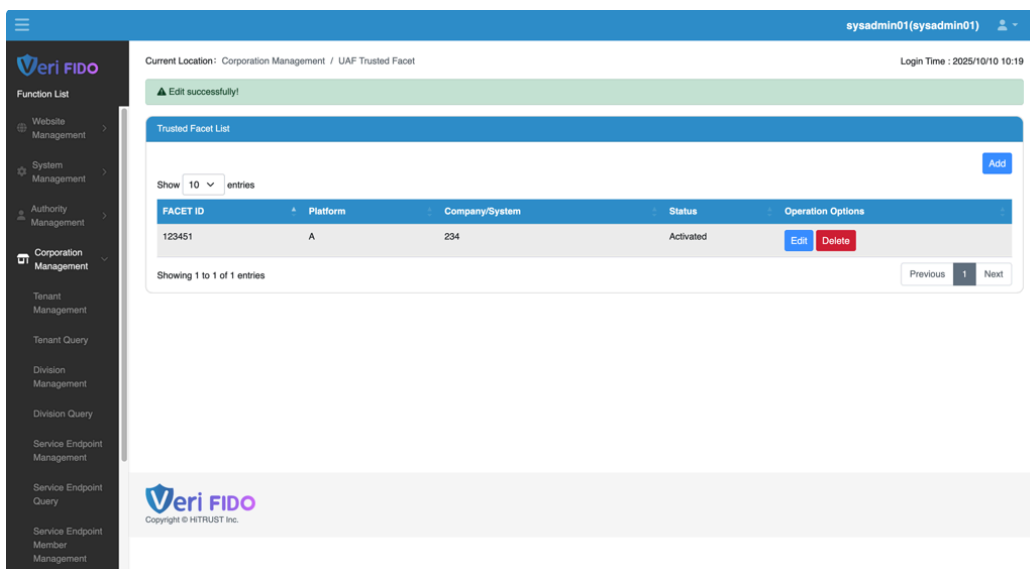 sysadmin01(sysadmin01)
Veri FIDO
Function List
Website
Management
System
Management
Authority
Management
Corporation
Management
Tenant
Management
Tenant Query
Division
Management
Division Query
Service Endpoint
Management
Service Endpoint
Query
Service Endpoint
Member
Management
Current Location: Corporation Management / UAF Trusted Facet
Login Time : 2025/10/10 10:19
Edit successfully!
Trusted Facet List
Add
Show 10 entries
FACET ID Platform Company/System Status Operation Options
123451 A 234 Activated Edit Delete
Showing 1 to 1 of 1 entries
Previous 1 Next
Veri FIDO
Copyright © HiTRUST Inc.